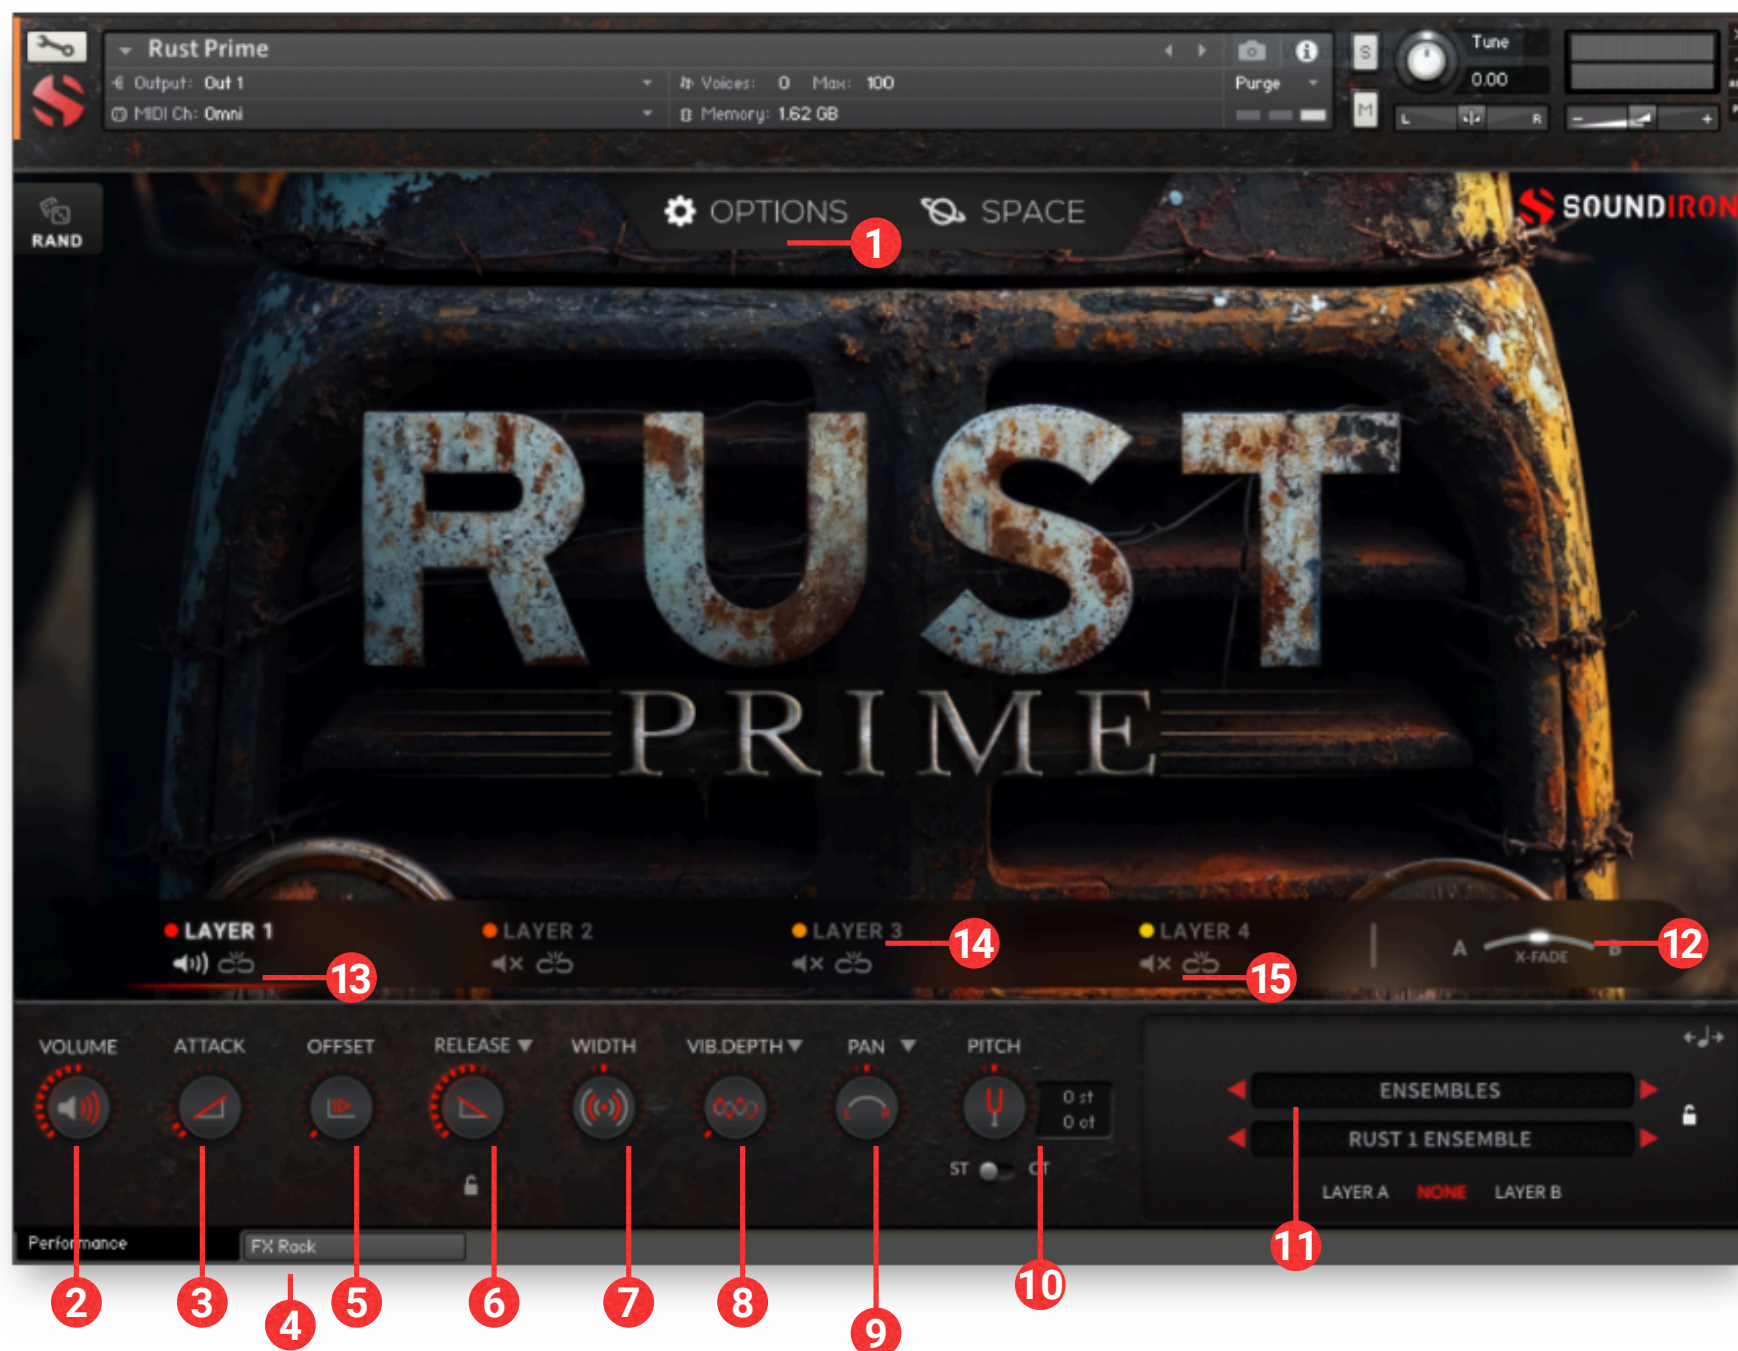 Rust Prime
Output: Out 1
Voices: 0 Max: 100
Purge
MIDI Ch: Omni
Memory: 1.62 GB
S
M
Tune
0.00
L R
- +
RAND
OPTIONS
SPACE
SOUNDIRON
1
RUST
PRIME
LAYER 1
LAYER 2
LAYER 3
LAYER 4
A X-FADE B
13
14
15
12
VOLUME
ATTACK
OFFSET
RELEASE
WIDTH
VIB.DEPTH
PAN
PITCH
L R
0 st
0 ct
ST CT
ENSEMBLES
RUST 1 ENSEMBLE
LAYER A NONE LAYER B
Performance
FX Rack
2
3
4
5
6
7
8
9
10
11